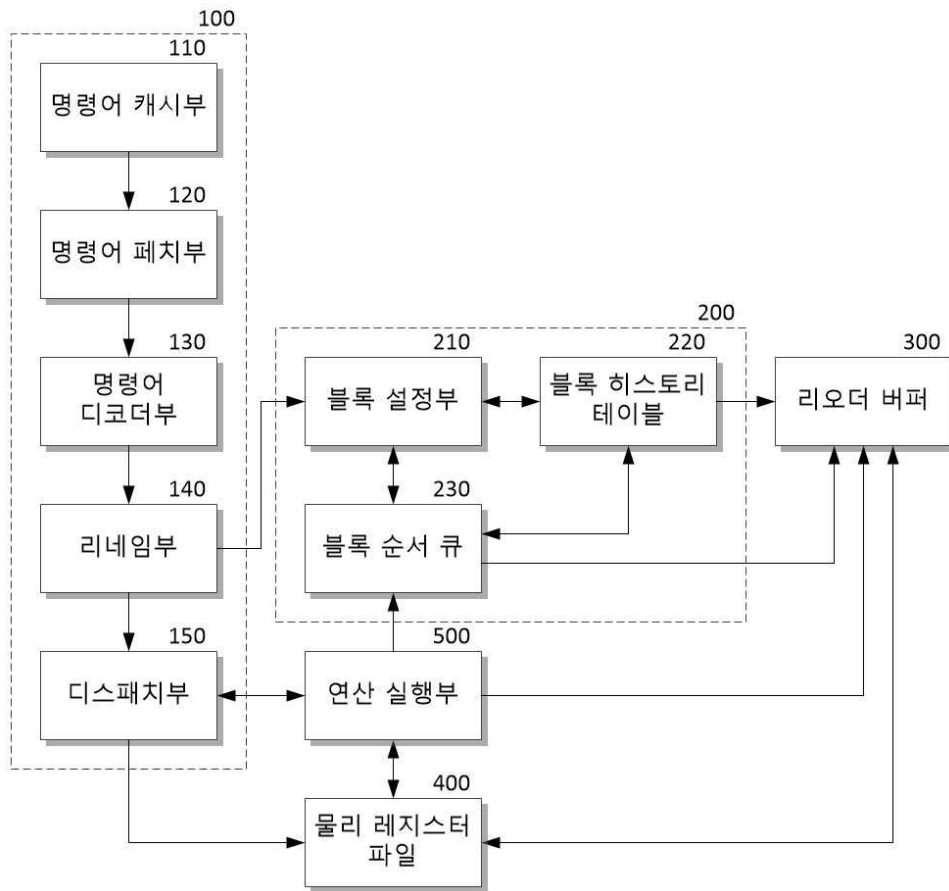 100
110
명령어 캐시부
120
명령어 페치부
130
명령어
디코더부
140
리네임부
150
디스패치부
200
210
블록 설정부
220
블록 히스토리
테이블
230
블록 순서 큐
300
리오더 버퍼
500
연산 실행부
400
물리 레지스터
파일